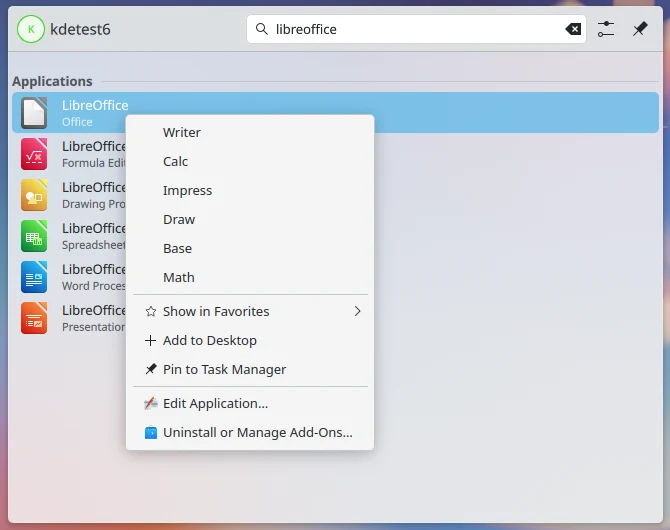 K
kdetest6
libreoffice
Applications
LibreOffice
Office
LibreOffice
Formula Edi
LibreOffice
Drawing Pro
LibreOffice
Spreadsheet
LibreOffice
Word Proces
LibreOffice
Presentation
Writer
Calc
Impress
Draw
Base
Math
Show in Favorites
Add to Desktop
Pin to Task Manager
Edit Application...
Uninstall or Manage Add-Ons...